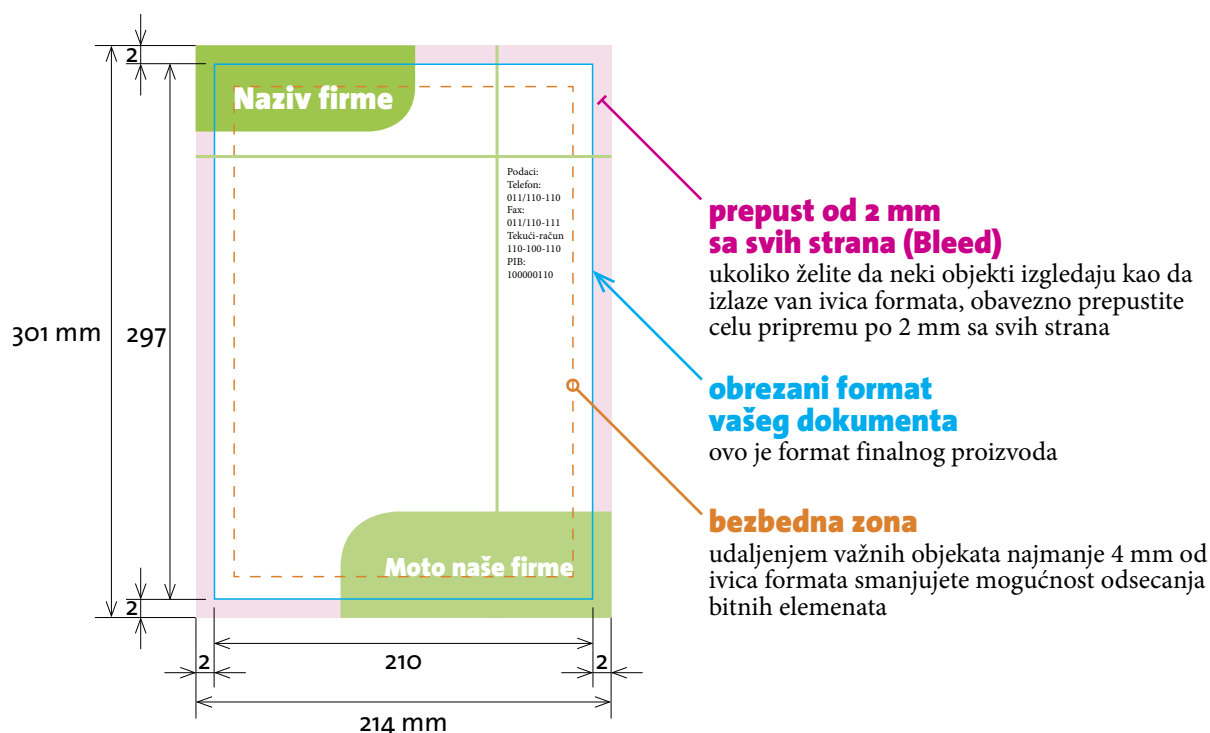 2
Naziv firme
Podaci:
Telefon:
011/110-110
Fax:
011/110-111
Tekući-račun
110-100-110
PIB:
100000110
301 mm
297
Moto naše firme
2
2
210
2
214 mm
prepust od 2 mm
sa svih strana (Bleed)
ukoliko želite da neki objekti izgledaju kao da
izlaze van ivica formata, obavezno prepustite
celu pripremu po 2 mm sa svih strana
obrezani format
vašeg dokumenta
ovo je format finalnog proizvoda
bezbedna zona
udaljenjem važnih objekata najmanje 4 mm od
ivica formata smanjujete mogućnost odsecanja
bitnih elemenata